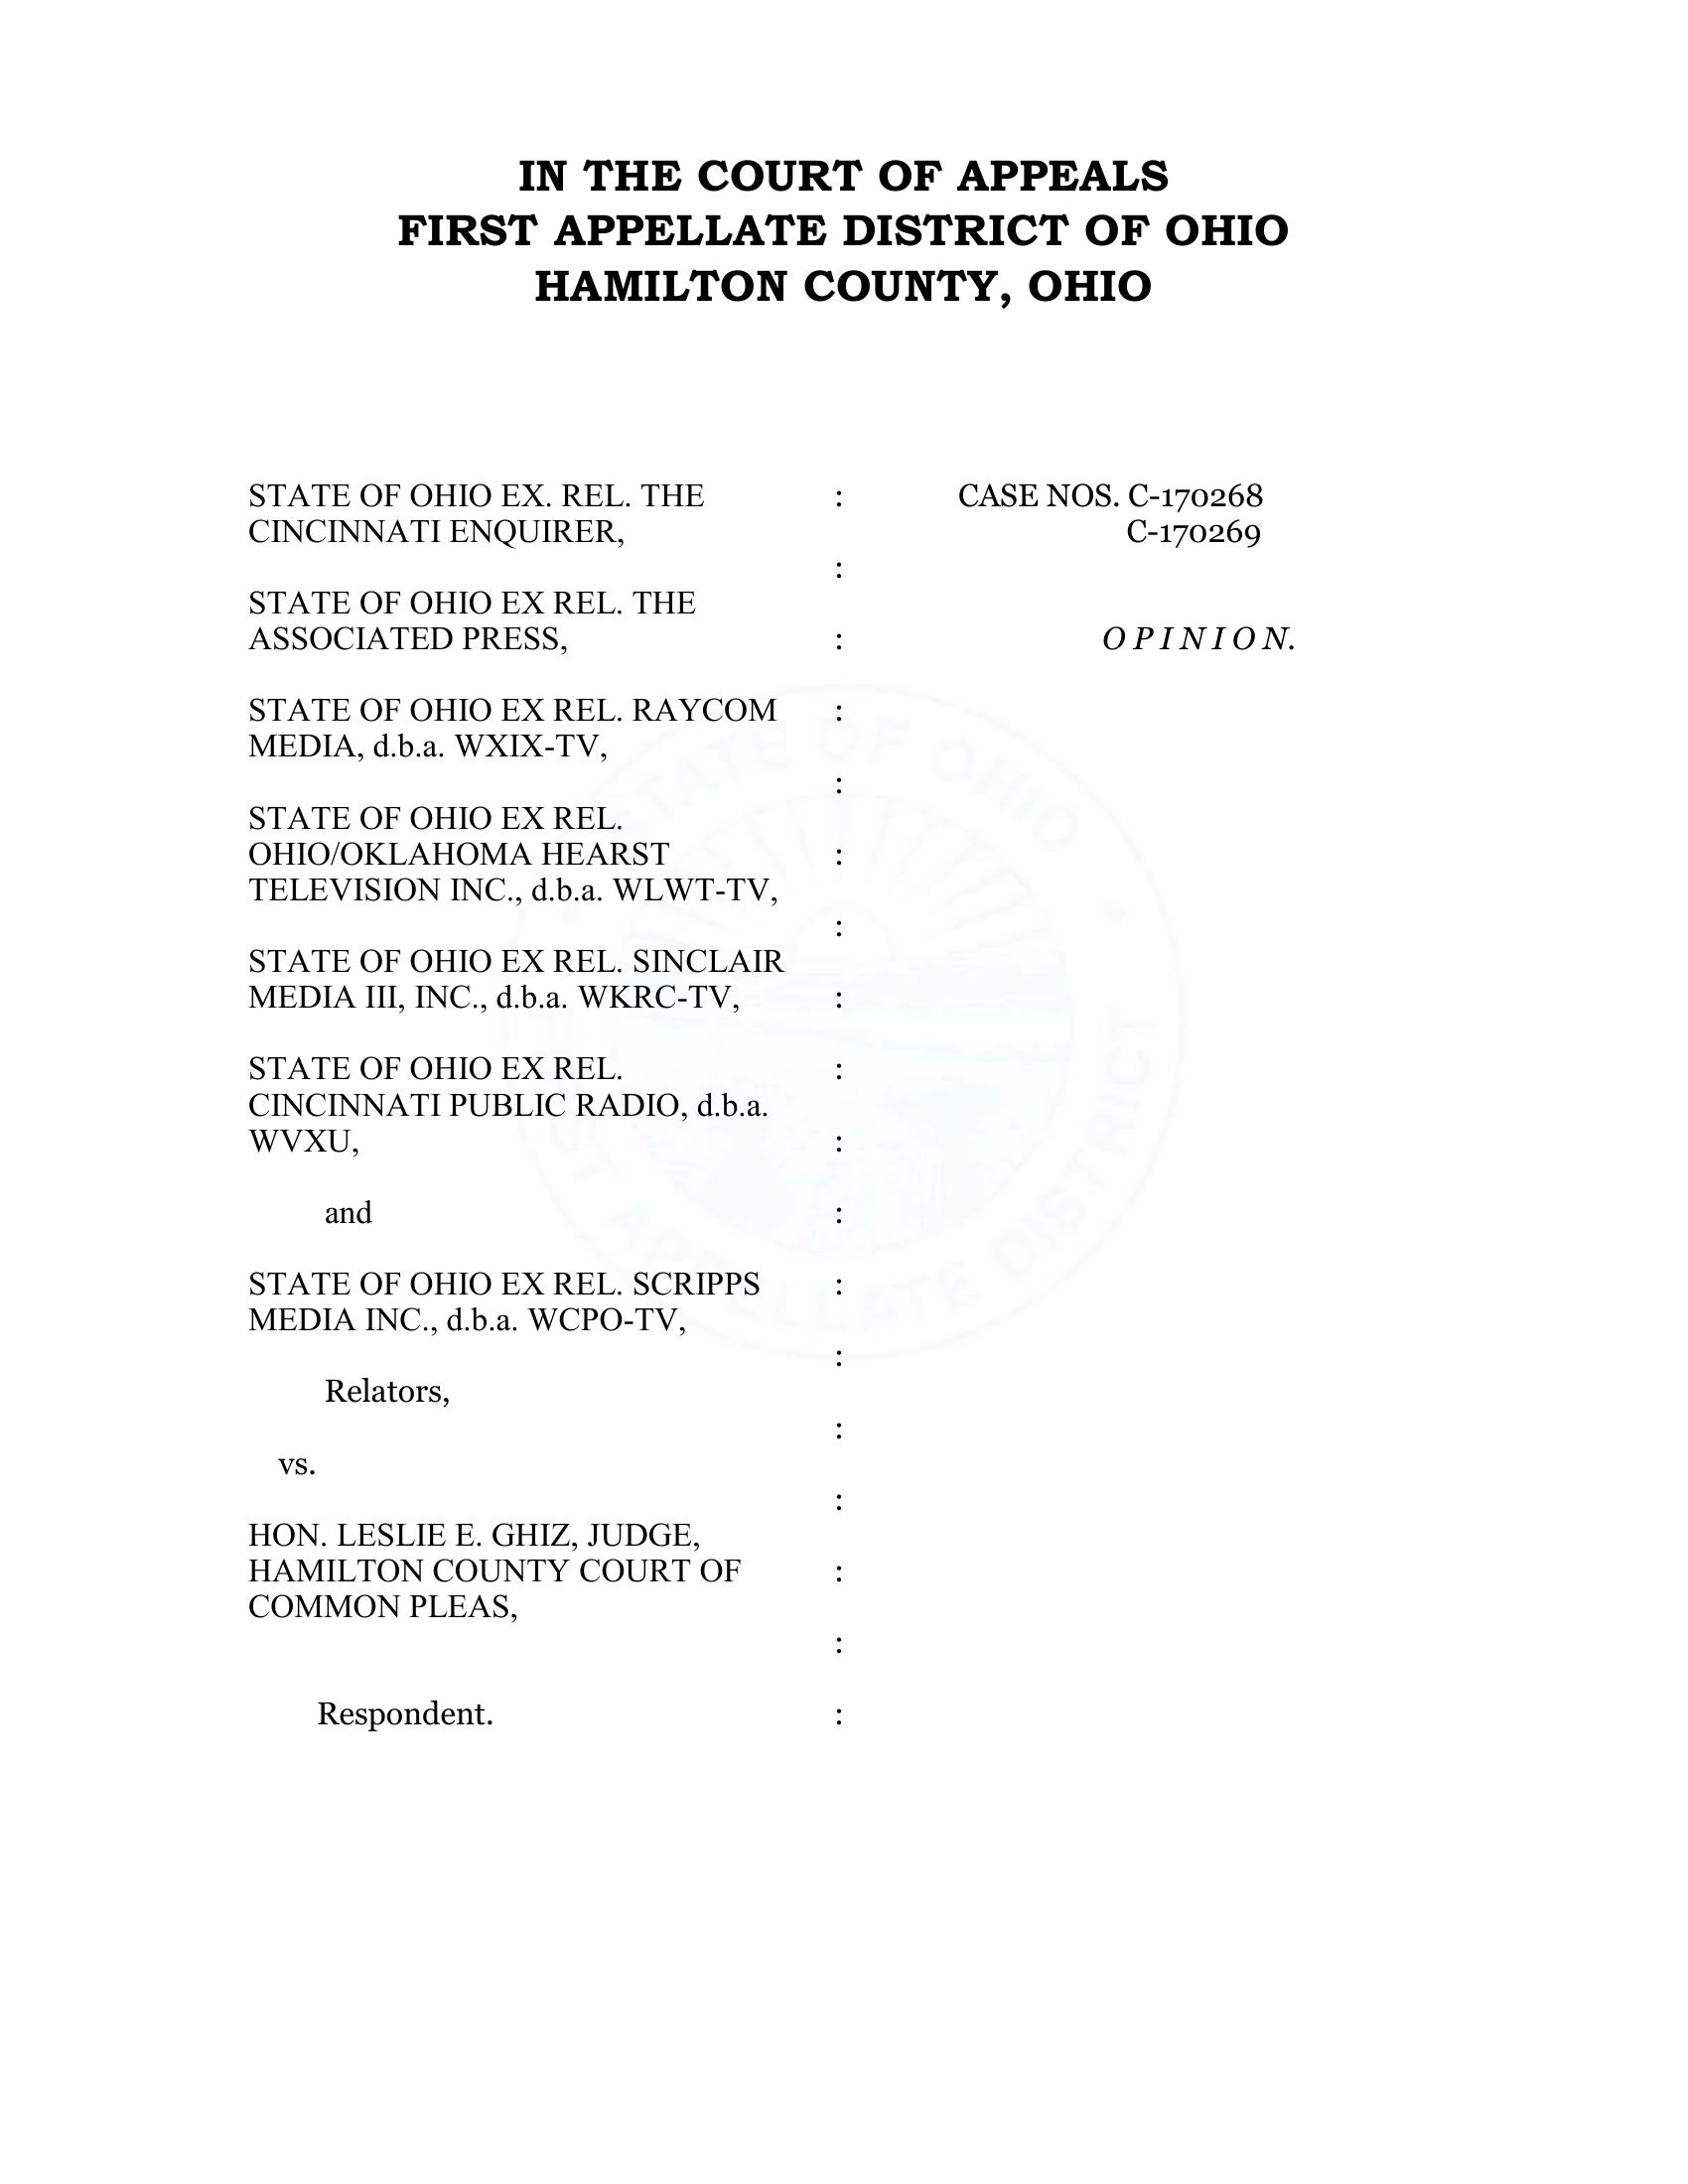 IN THE COURT OF APPEALS
FIRST APPELLATE DISTRICT OF OHIO
HAMILTON COUNTY, OHIO
STATE OF OHIO EX. REL. THE : CASE NOS. C-170268
CINCINNATI ENQUIRER, C-170269
:
STATE OF OHIO EX REL. THE
ASSOCIATED PRESS, : O P I N I O N.
STATE OF OHIO EX REL. RAYCOM :
MEDIA, d.b.a. WXIX-TV,
:
STATE OF OHIO EX REL.
OHIO/OKLAHOMA HEARST :
TELEVISION INC., d.b.a. WLWT-TV,
:
STATE OF OHIO EX REL. SINCLAIR
MEDIA III, INC., d.b.a. WKRC-TV, :
STATE OF OHIO EX REL. :
CINCINNATI PUBLIC RADIO, d.b.a.
WVXU, :
and :
STATE OF OHIO EX REL. SCRIPPS :
MEDIA INC., d.b.a. WCPO-TV,
:
Relators,
:
vs.
:
HON. LESLIE E. GHIZ, JUDGE,
HAMILTON COUNTY COURT OF :
COMMON PLEAS,
:
Respondent. :
STATE OF OHIO
APPELLATE DISTRICT